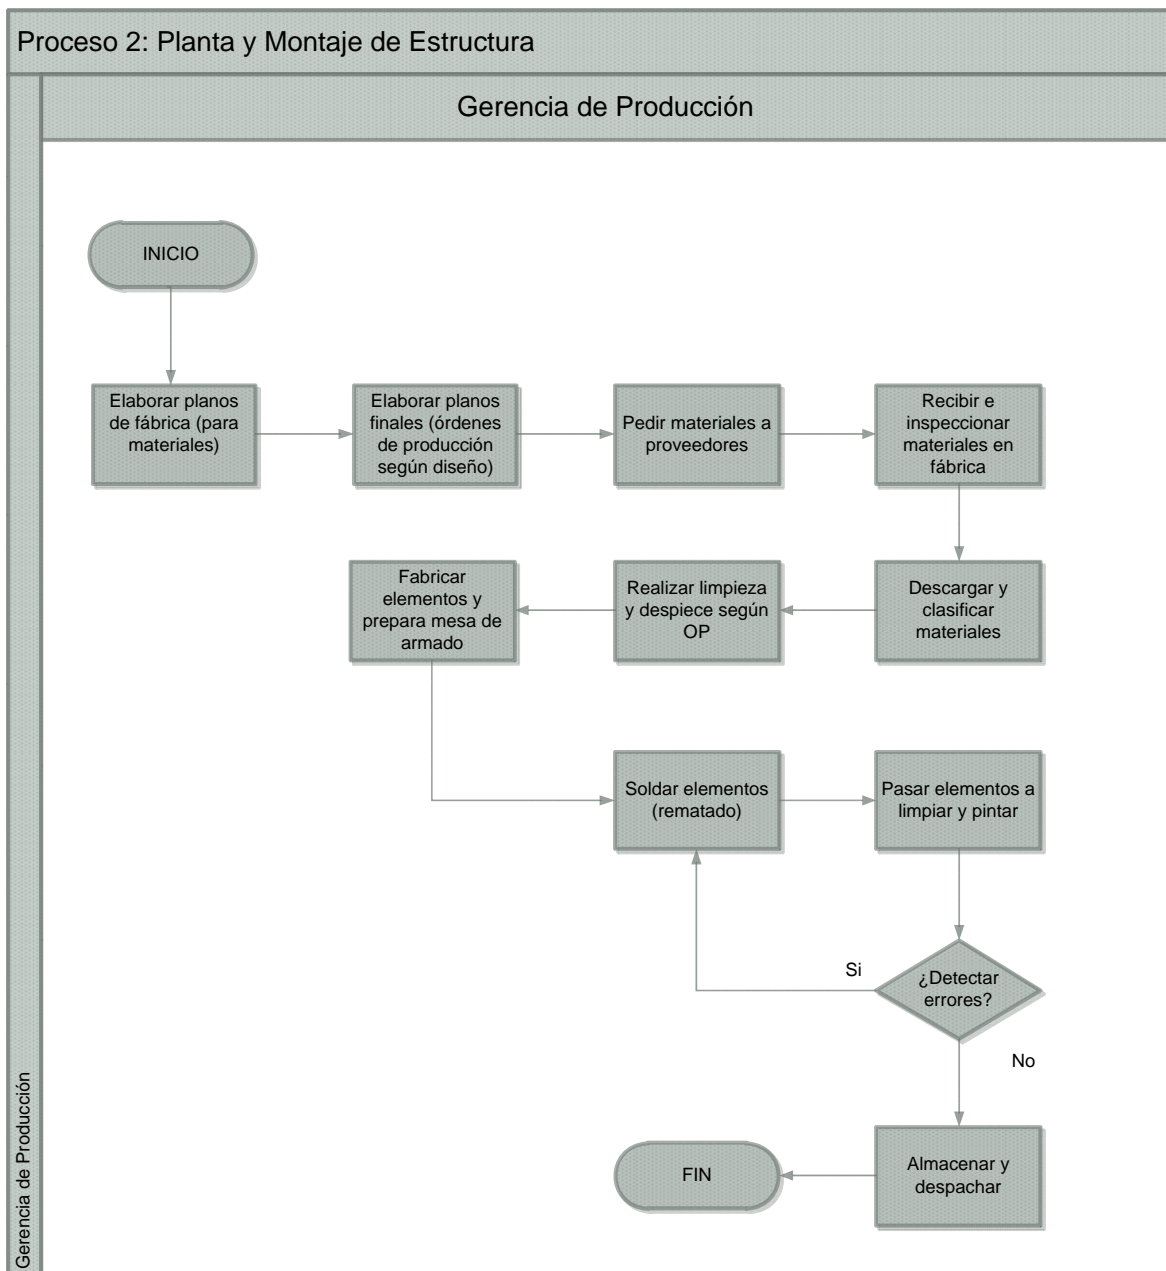 Proceso 2: Planta y Montaje de Estructura
Gerencia de Producción
INICIO
Elaborar planos
de fábrica (para
materiales)
Elaborar planos
finales (órdenes
de producción
según diseño)
Pedir materiales a
proveedores
Recibir e
inspeccionar
materiales en
fábrica
Descargar y
clasificar
materiales
Realizar limpieza
y despiece según
OP
Fabricar
elementos y
prepara mesa de
armado
Soldar elementos
(rematado)
Pasar elementos a
limpiar y pintar
¿Detectar
errores?
Si
No
Almacenar y
despachar
FIN
Gerencia de Producción